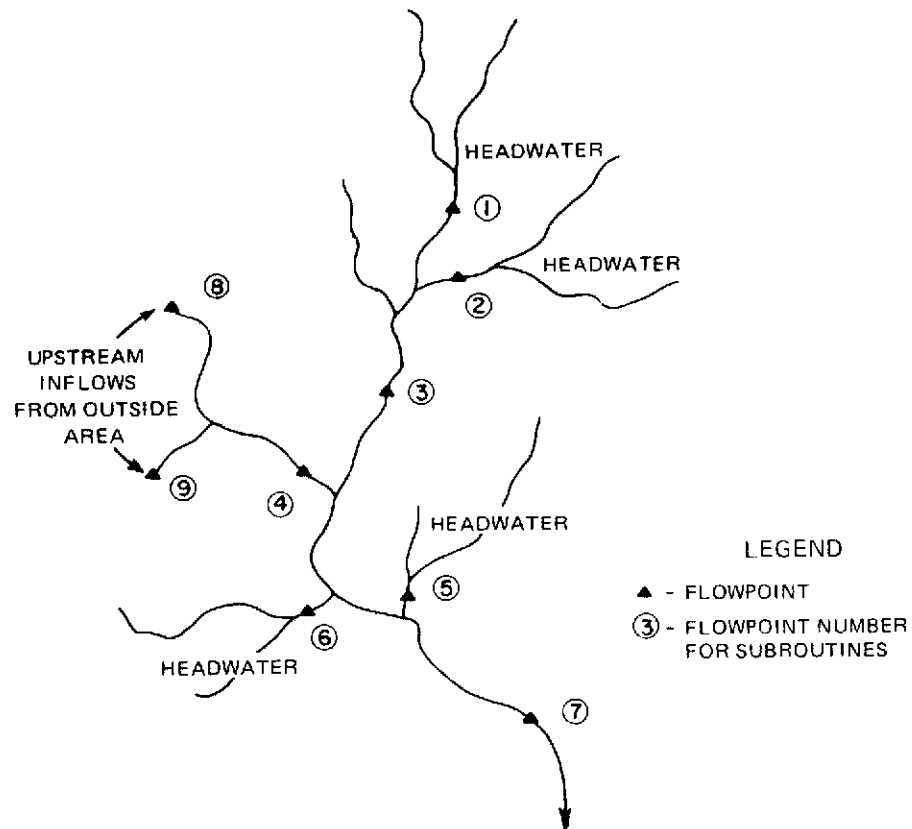 HEADWATER
①
HEADWATER
②
⑧
UPSTREAM
INFLOWS
FROM OUTSIDE
AREA
③
⑨
④
HEADWATER
⑤
⑥
HEADWATER
⑦
LEGEND
▲ - FLOWPOINT
③ - FLOWPOINT NUMBER
FOR SUBROUTINES